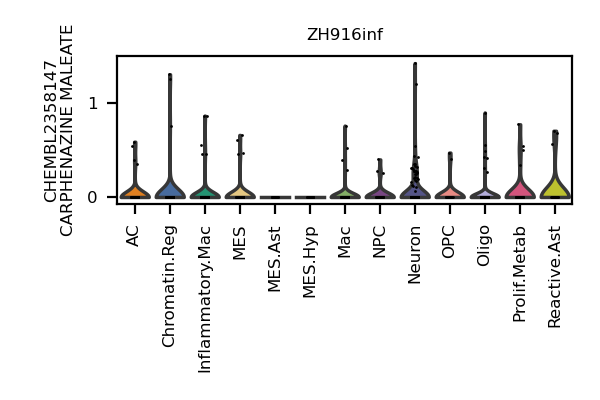 ZH916inf
CHEMBL2358147
CARPHENAZINE MALEATE
1
0
AC
Chromatin.Reg
Inflammatory.Mac
MES
MES.Ast
MES.Hyp
Mac
NPC
Neuron
OPC
Oligo
Prolif.Metab
Reactive.Ast